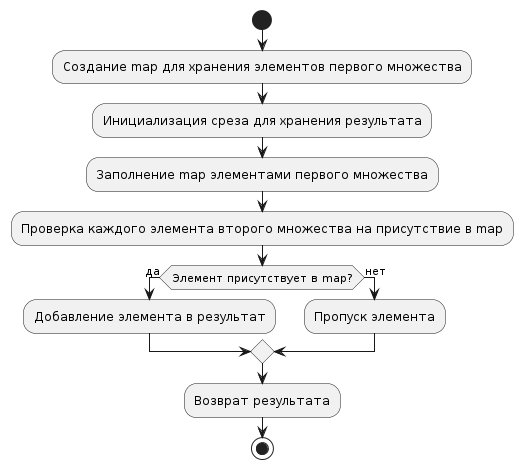 Создание map для хранения элементов первого множества
Инициализация среза для хранения результата
Заполнение map элементами первого множества
Проверка каждого элемента второго множества на присутствие в map
да
Элемент присутствует в map?
нет
Добавление элемента в результат
Пропуск элемента
Возврат результата